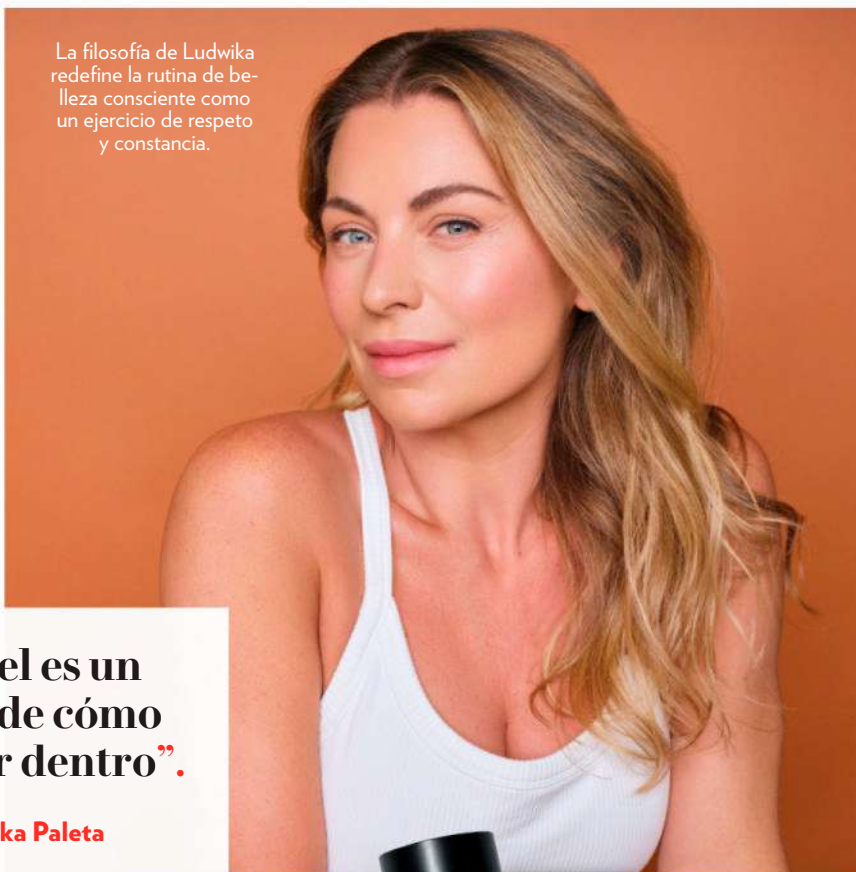 La filosofía de Ludwika
redefine la rutina de be-
lleza consciente como
un ejercicio de respeto
y constancia.
el es un
de cómo
r dentro”.
ka Paleta